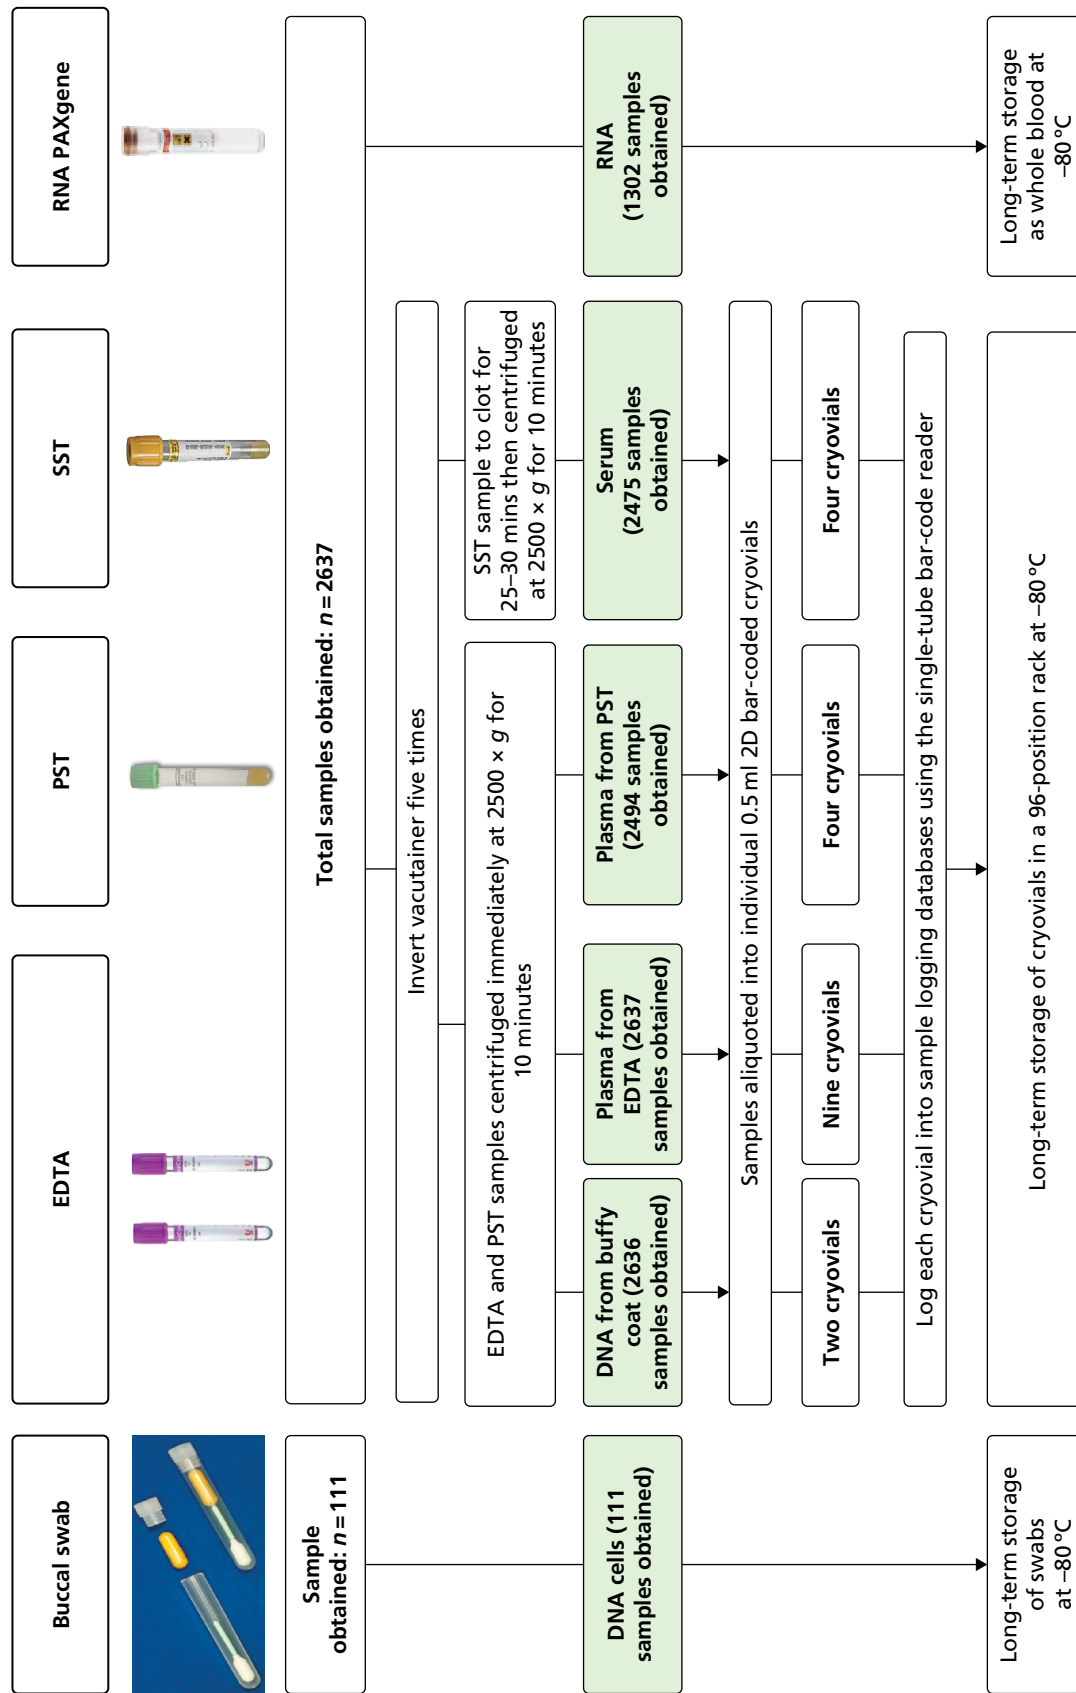 Buccal swab
EDTA
PST
SST
RNA PAXgene
Sample
obtained: n = 111
Total samples obtained: n = 2637
Invert vacutainer five times
EDTA and PST samples centrifuged immediately at 2500 × g for
10 minutes
SST sample to clot for
25–30 mins then centrifuged
at 2500 × g for 10 minutes
DNA cells (111
samples obtained)
DNA from buffy
coat (2636
samples obtained)
Plasma from
EDTA (2637
samples obtained)
Plasma from PST
(2494 samples
obtained)
Serum
(2475 samples
obtained)
RNA
(1302 samples
obtained)
Samples aliquoted into individual 0.5 ml 2D bar-coded cryovials
Two cryovials
Nine cryovials
Four cryovials
Four cryovials
Log each cryovial into sample logging databases using the single-tube bar-code reader
Long-term storage
of swabs
at –80 °C
Long-term storage of cryovials in a 96-position rack at –80 °C
Long-term storage
as whole blood at
–80 °C